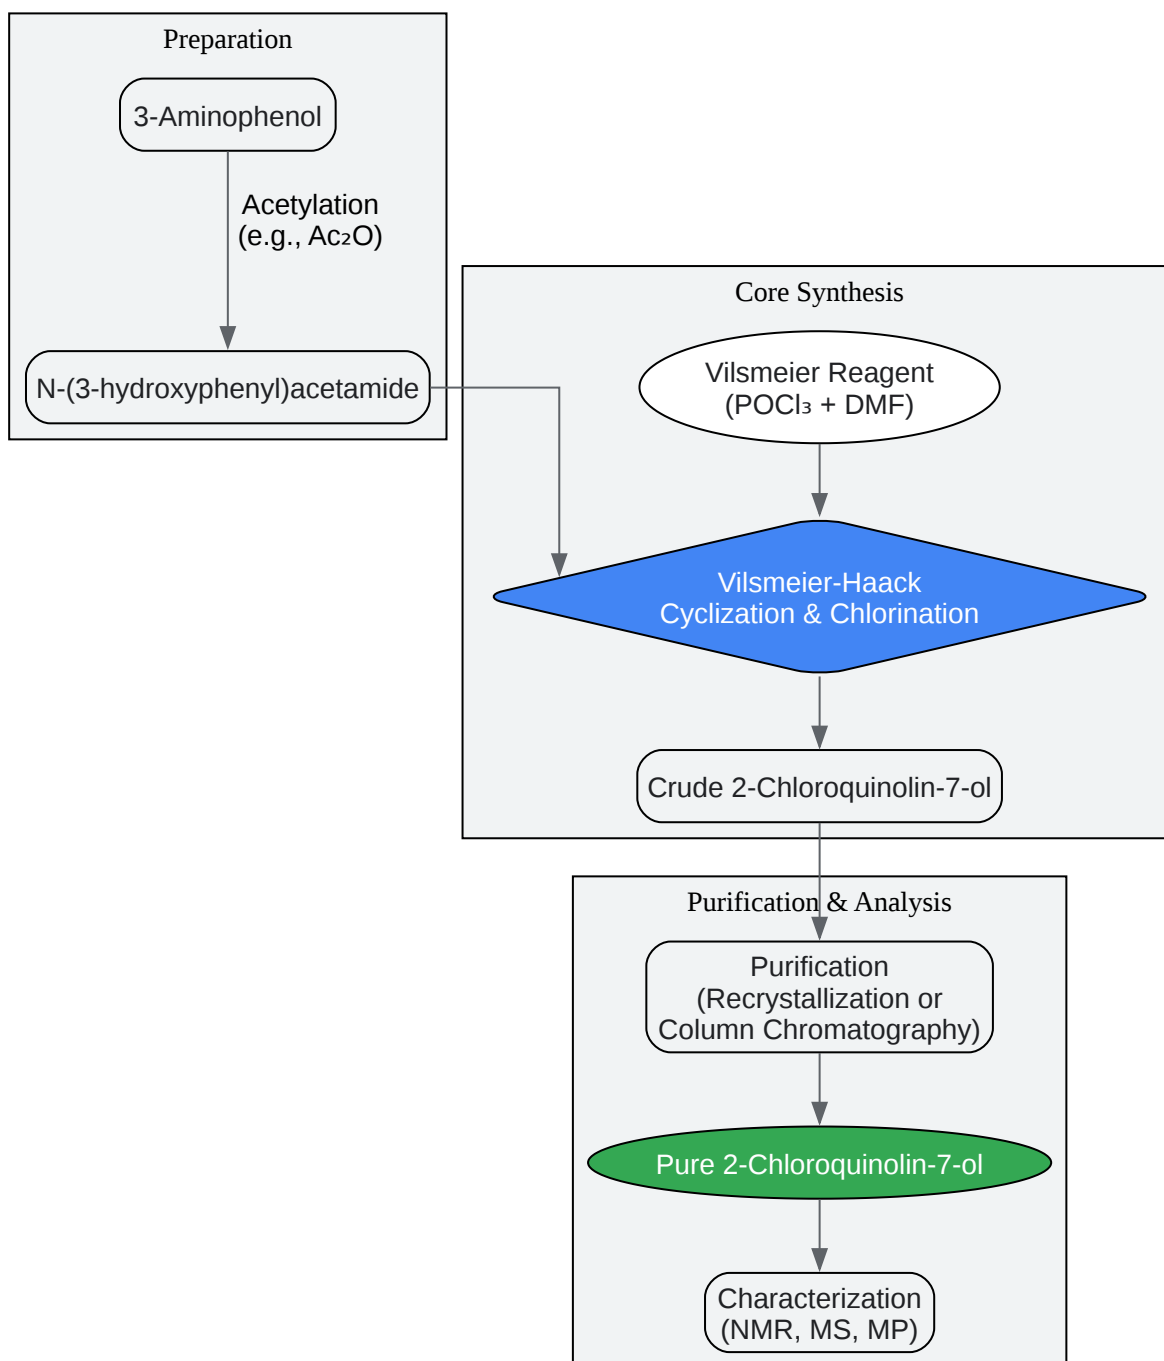 Preparation
3-Aminophenol
Acetylation
(e.g., Ac₂O)
N-(3-hydroxyphenyl)acetamide
Core Synthesis
Vilsmeier Reagent
(POCl₃ + DMF)
Vilsmeier-Haack
Cyclization & Chlorination
Crude 2-Chloroquinolin-7-ol
Purification & Analysis
Purification
(Recrystallization or
Column Chromatography)
Pure 2-Chloroquinolin-7-ol
Characterization
(NMR, MS, MP)